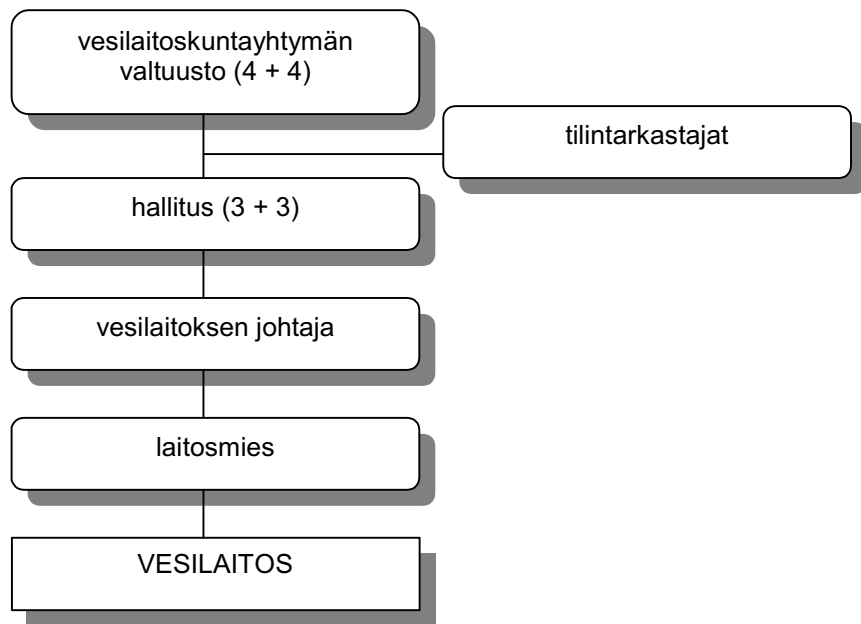 vesilaitoskuntayhtymän
valtuusto (4 + 4)
tilintarkastajat
hallitus (3 + 3)
vesilaitoksen johtaja
laitosmies
VESILAITOS